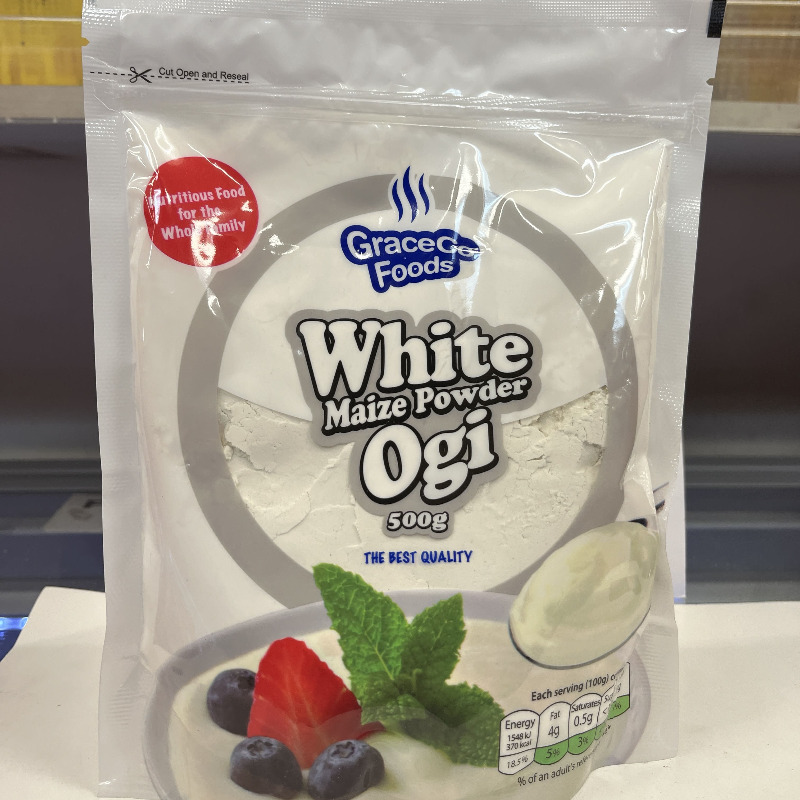 Cut Open and Reseal
Nutritious Food
for the
Whole Family
GraceCo
Foods
White
Maize Powder
Ogi
500g
THE BEST QUALITY
Each serving (100g)
Energy
1548 kJ
370 kcal
18.5%
Fat
4g
5%
Saturates
0.5g
3%
% of an adult's